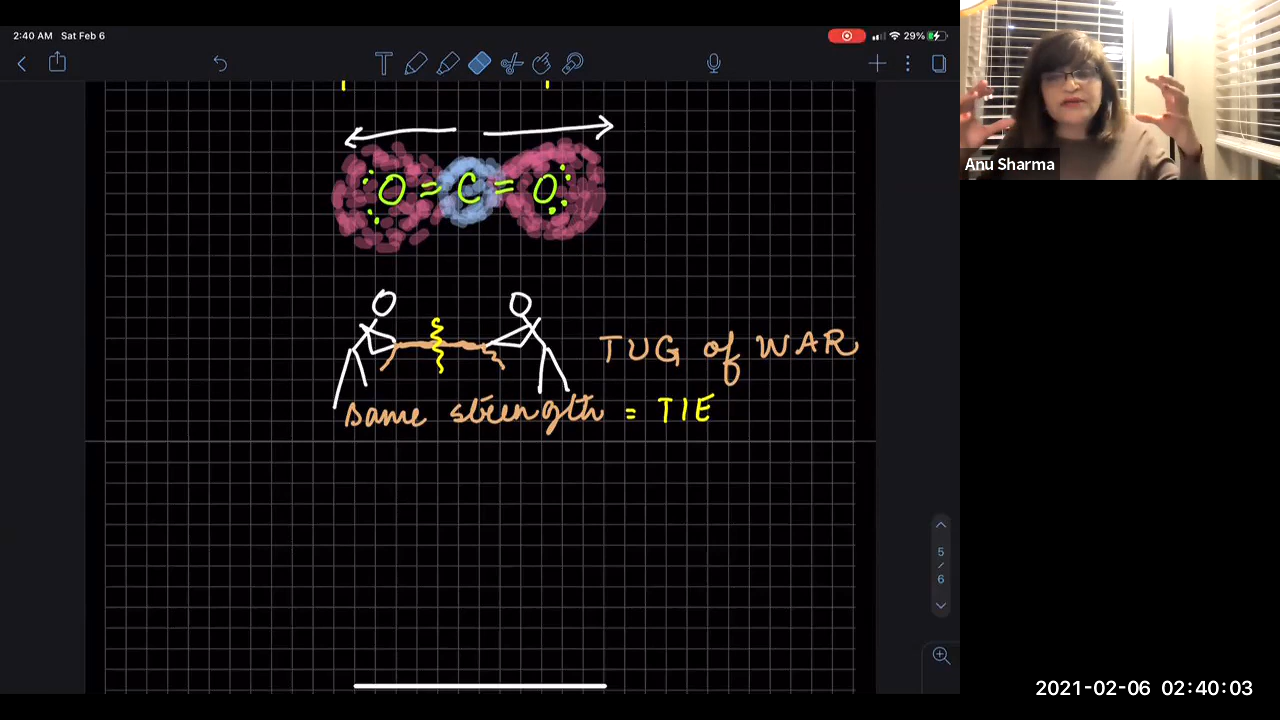 2:40 AM Sat Feb 6
29%
T
O = C = O
TUG of WAR
same strength = TIE
5
/
6
Anu Sharma
2021-02-06 02:40:03